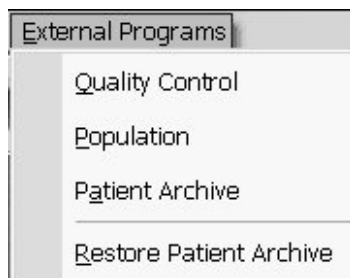 External Programs
Quality Control
Population
Patient Archive
Restore Patient Archive